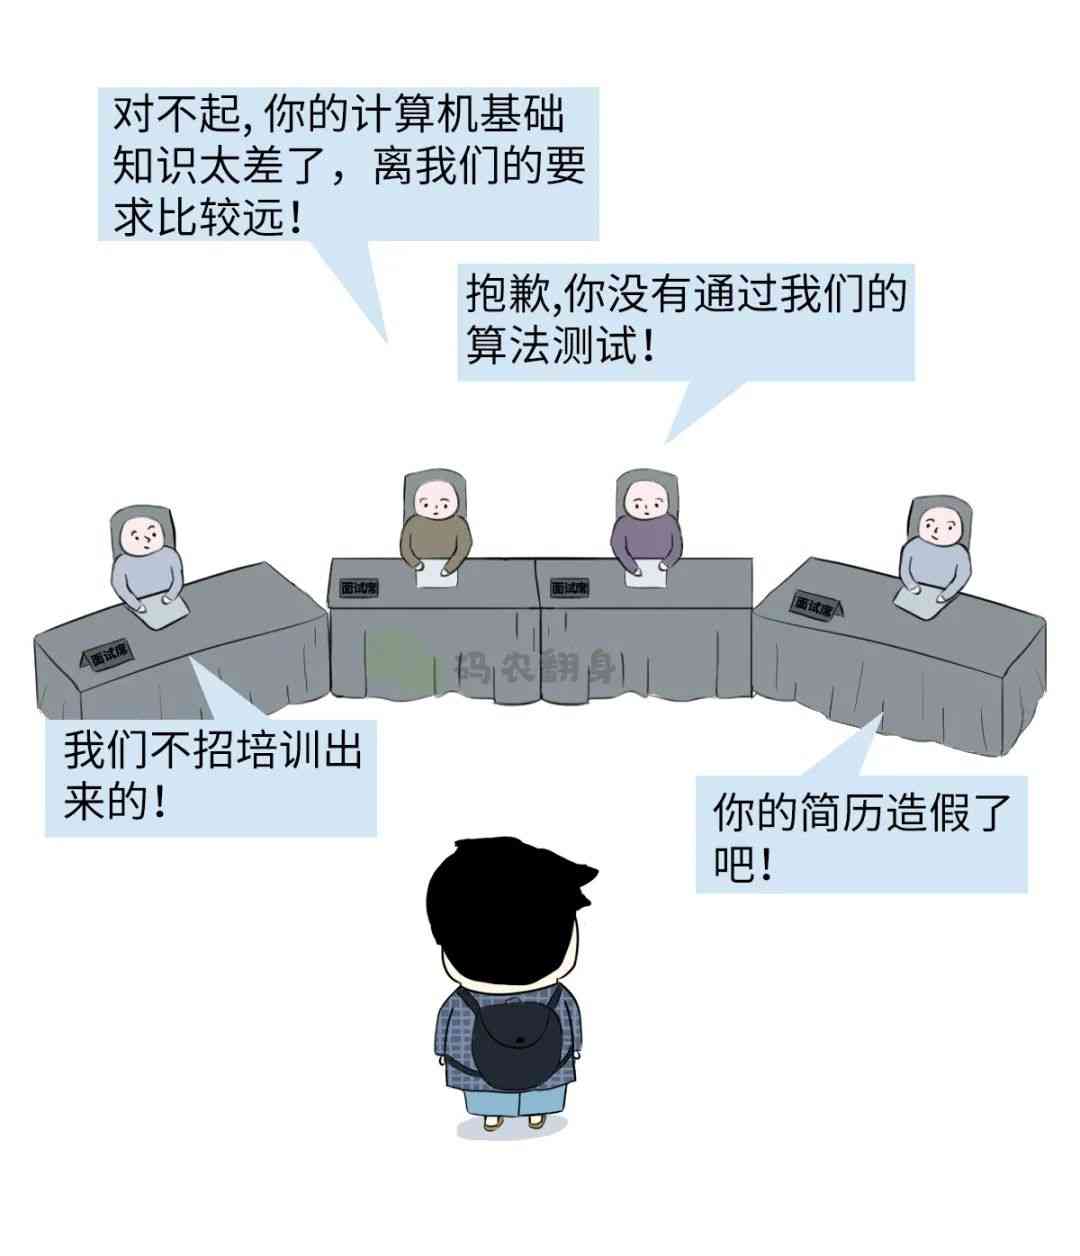 对不起, 你的计算机基础
知识太差了，离我们的要
求比较远！
抱歉,你没有通过我们的
算法测试！
面试席
面试席
面试席
面试席
码农翻身
我们不招培训出
来的！
你的简历造假了
吧！